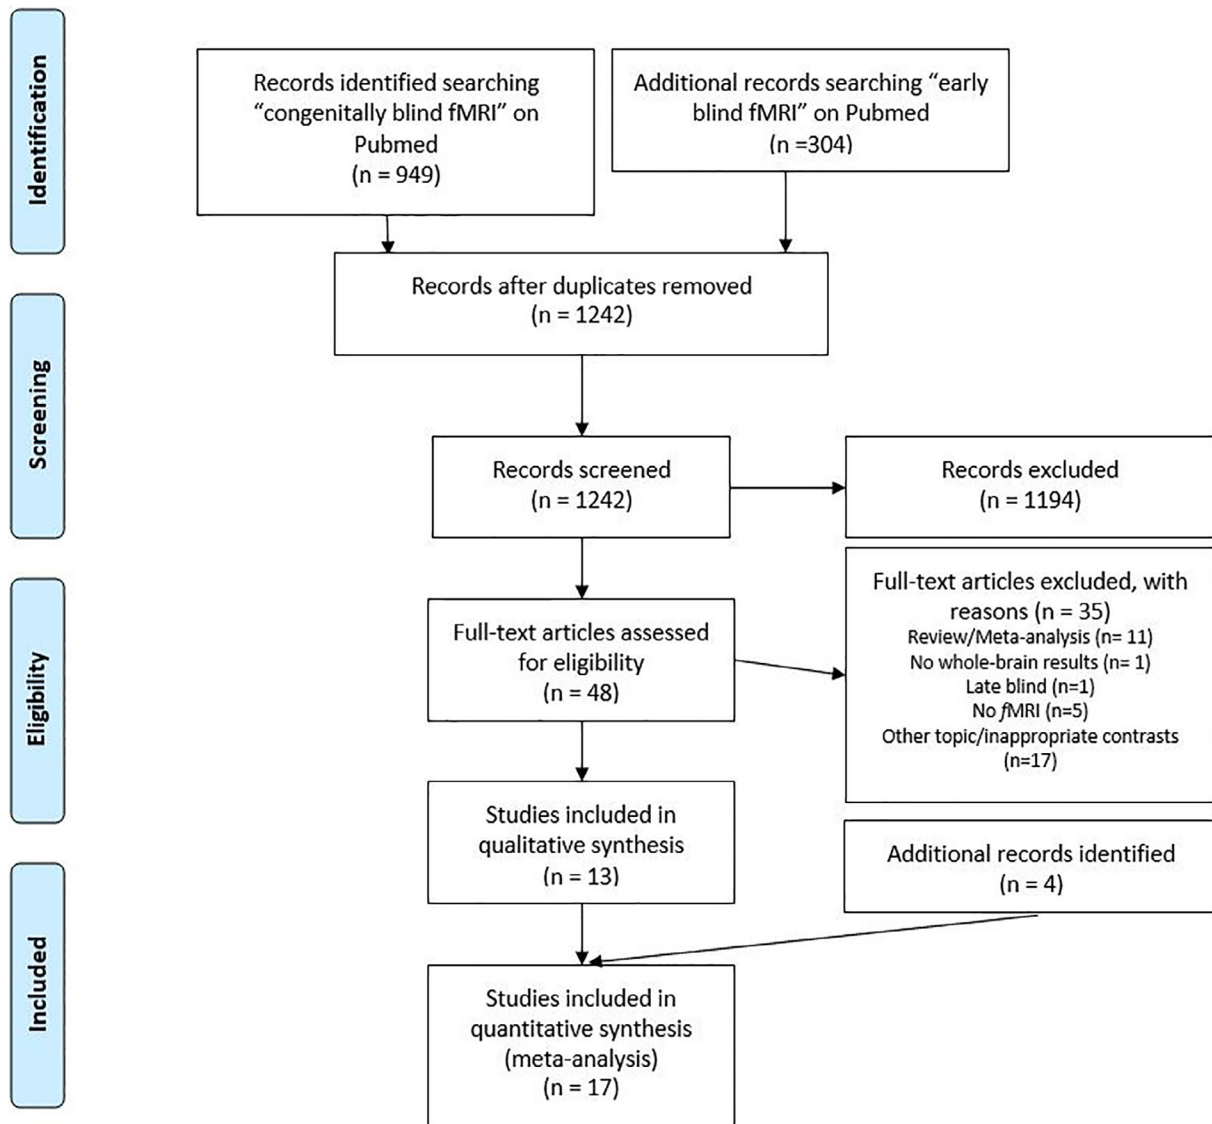 Identification
Records identified searching
“congenitally blind fMRI” on
Pubmed
(n = 949)
Additional records searching “early
blind fMRI” on Pubmed
(n =304)
Records after duplicates removed
(n = 1242)
Screening
Records screened
(n = 1242)
Records excluded
(n = 1194)
Eligibility
Full-text articles assessed
for eligibility
(n = 48)
Full-text articles excluded, with
reasons (n = 35)
Review/Meta-analysis (n= 11)
No whole-brain results (n= 1)
Late blind (n=1)
No fMRI (n=5)
Other topic/inappropriate contrasts
(n=17)
Studies included in
qualitative synthesis
(n = 13)
Additional records identified
(n = 4)
Included
Studies included in
quantitative synthesis
(meta-analysis)
(n = 17)